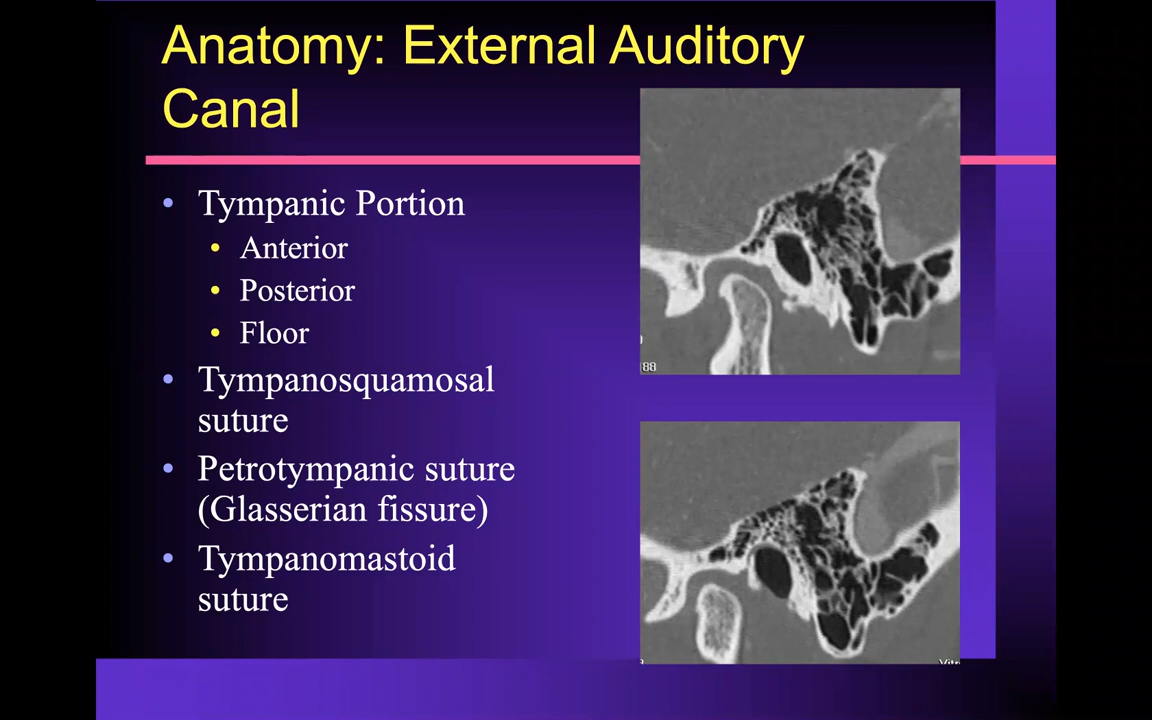 Anatomy: External Auditory
Canal
• Tympanic Portion
• Anterior
• Posterior
• Floor
• Tympanosquamosal
suture
• Petrotympanic suture
(Glasserian fissure)
• Tympanomastoid
suture
88